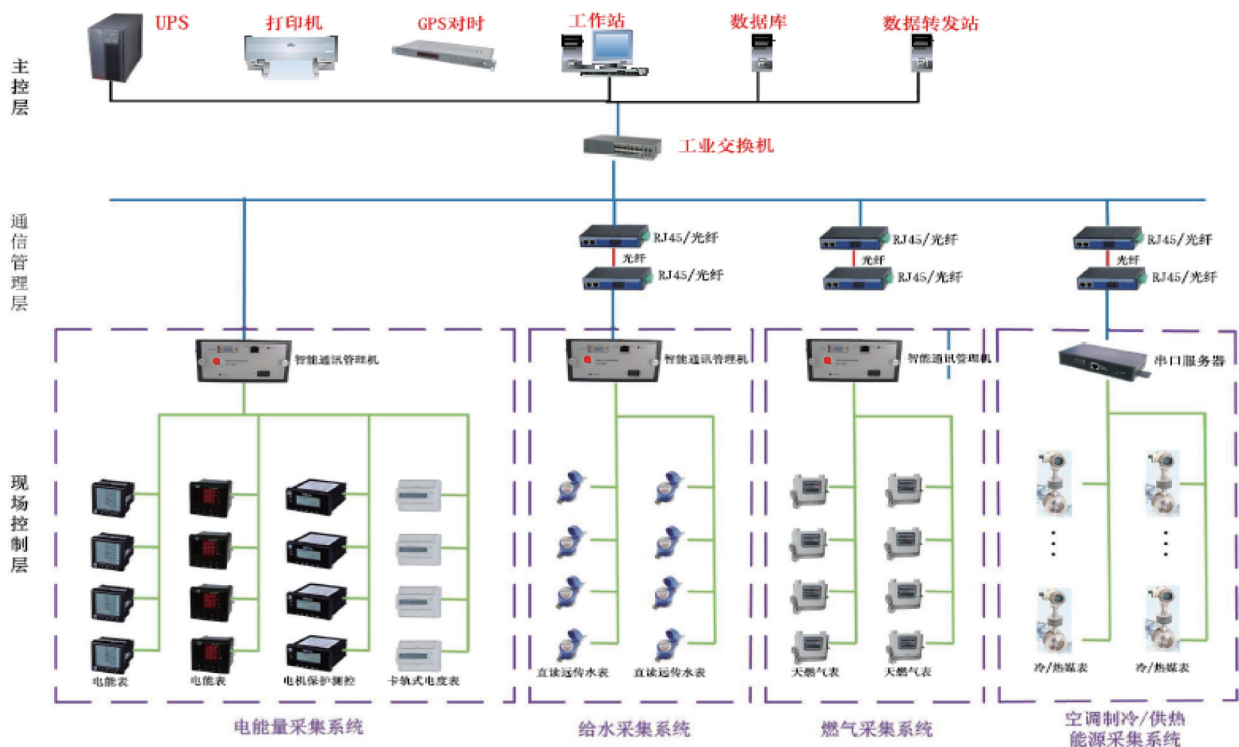 UPS
打印机
GPS对时
工作站
数据库
数据转发站
主控层
工业交换机
通信管理层
RJ45/光纤
光纤
RJ45/光纤
RJ45/光纤
光纤
RJ45/光纤
RJ45/光纤
光纤
RJ45/光纤
智能通讯管理机
智能通讯管理机
智能通讯管理机
串口服务器
现场控制层
电能表
电能表
电机保护测控
卡轨式电度表
直读远传水表
直读远传水表
天燃气表
天燃气表
冷/热媒表
冷/热媒表
电能量采集系统
给水采集系统
燃气采集系统
空调制冷/供热
能源采集系统